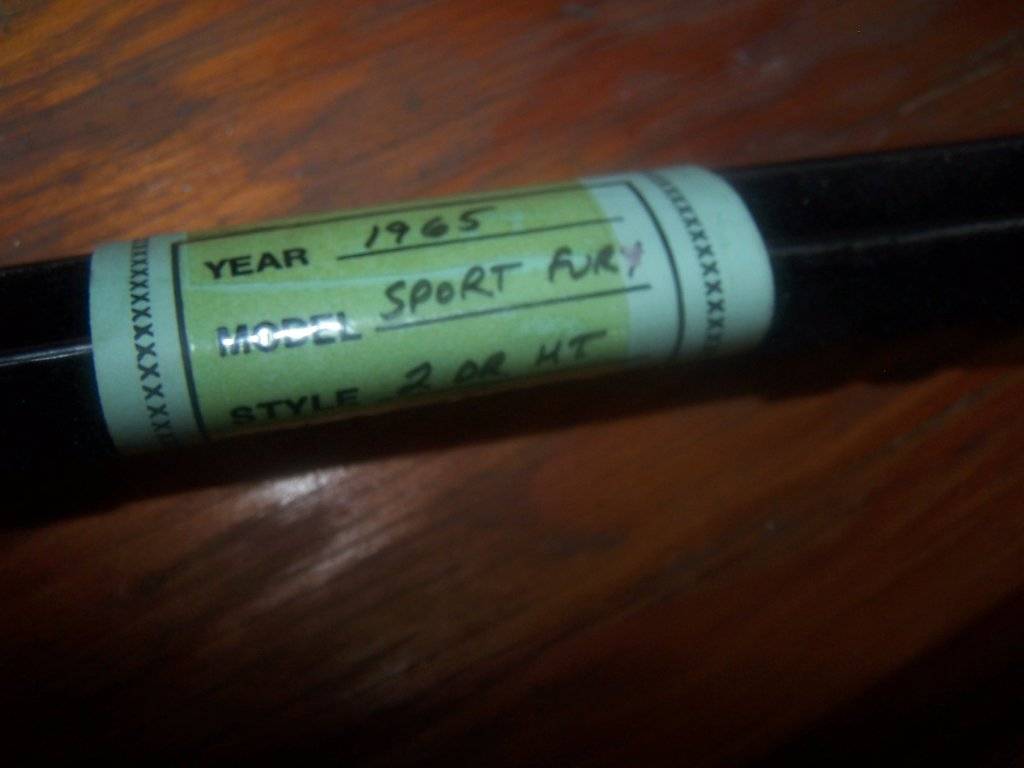 YEAR 1965
MODEL SPORT FURY
STYLE 2 DR HT